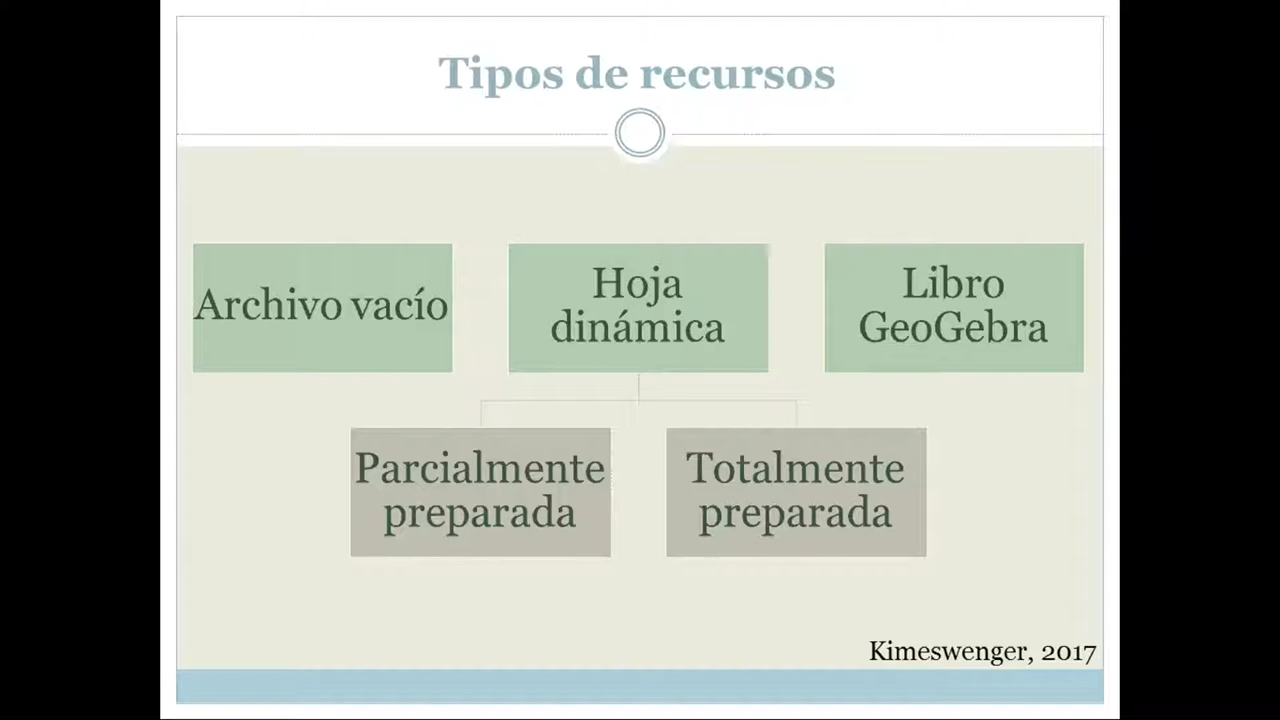 Tipos de recursos
Archivo vacío
Hoja
dinámica
Libro
GeoGebra
Parcialmente
preparada
Totalmente
preparada
Kimeswenger, 2017